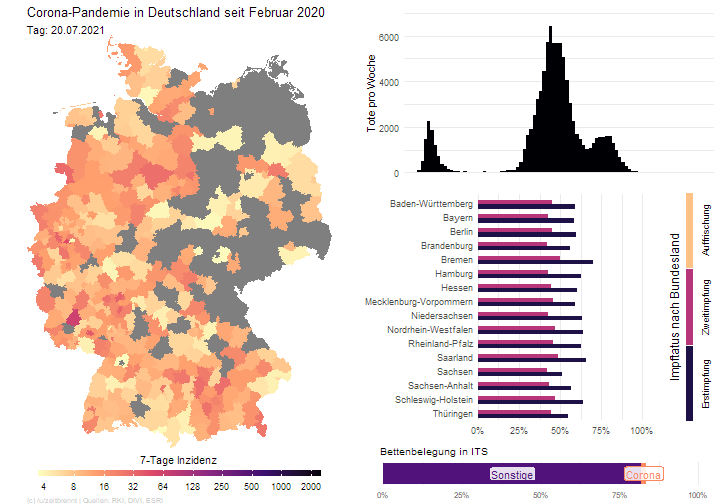 Corona-Pandemie in Deutschland seit Februar 2020
Tag: 20.07.2021
7-Tage Inzidenz
4 8 16 32 64 125 250 500 1000 2000
Tote pro Woche
6000
4000
2000
0
Baden-Württemberg
Bayern
Berlin
Brandenburg
Bremen
Hamburg
Hessen
Mecklenburg-Vorpommern
Niedersachsen
Nordrhein-Westfalen
Rheinland-Pfalz
Saarland
Sachsen
Sachsen-Anhalt
Schleswig-Holstein
Thüringen
0% 25% 50% 75% 100%
Impfstatus nach Bundesland
Auffrischung
Zweitimpfung
Erstimpfung
Bettenbelegung in ITS
Sonstige
Corona
0% 25% 50% 75% 100%
| Quellen: RKI, DIVI, ESRI